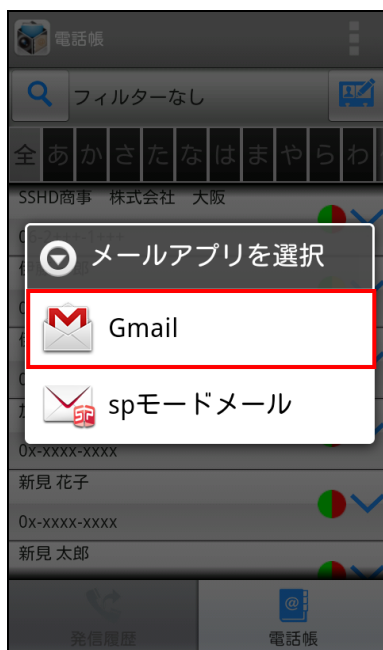 電話帳
フィルターなし
全 あ か さ た な は ま や ら わ
SSHD商事 株式会社 大阪
メールアプリを選択
Gmail
spモードメール
0x-xxxx-xxxx
新見 花子
0x-xxxx-xxxx
新見 太郎
発信履歴
電話帳